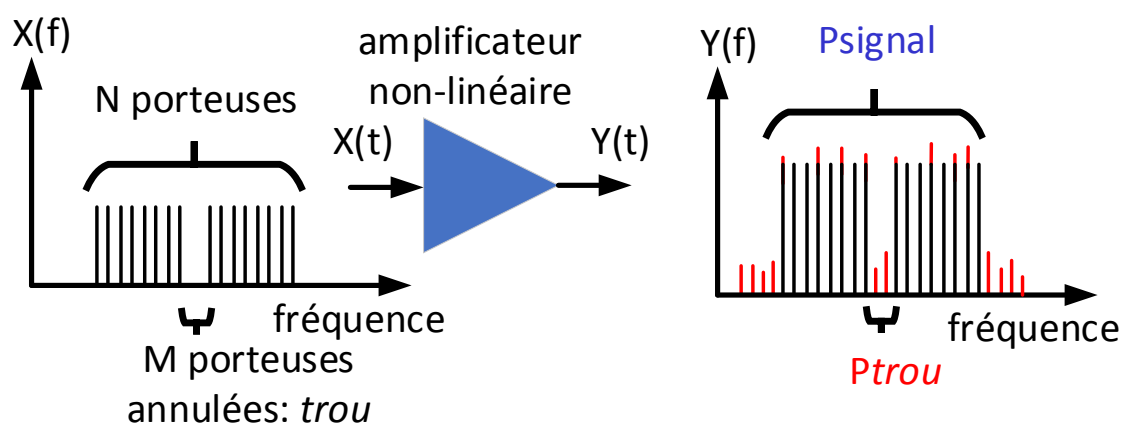 X(f)
N porteuses
fréquence
M porteuses
annulées: trou
amplificateur
non-linéaire
X(t)
Y(t)
Y(f)
Psignal
fréquence
Ptrou